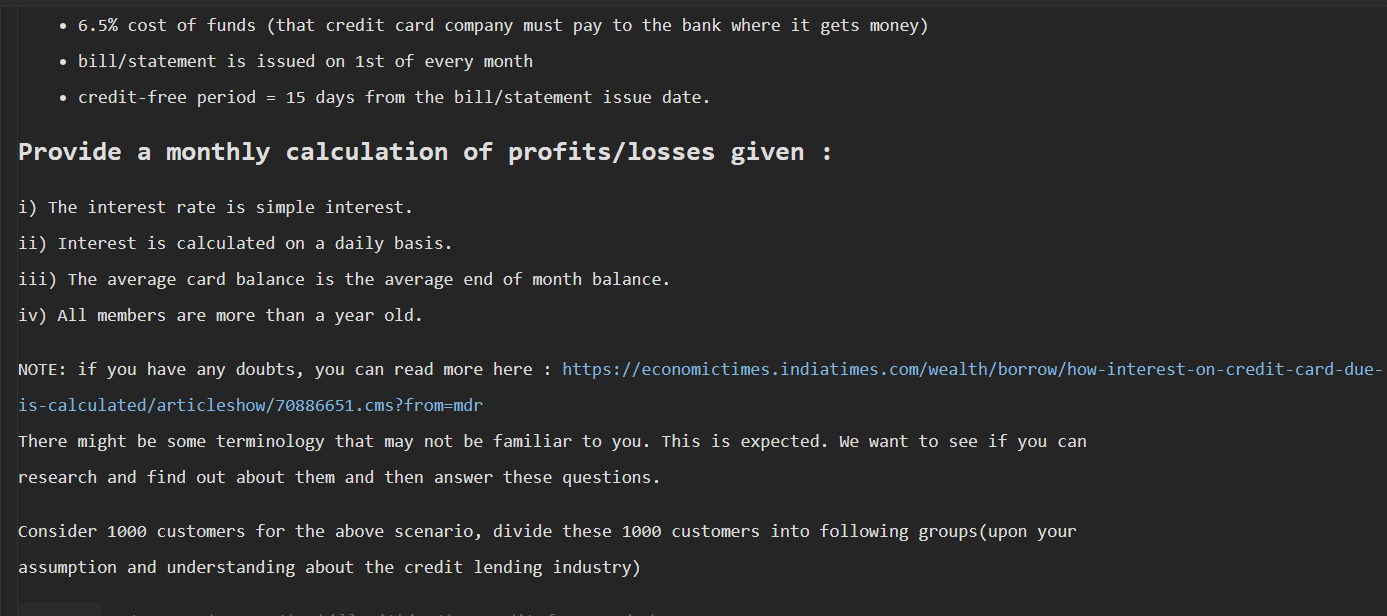 • 6.5% cost of funds (that credit card company must pay to the bank where it gets money)
• bill/statement is issued on 1st of every month
• credit-free period = 15 days from the bill/statement issue date.
Provide a monthly calculation of profits/losses given :
i) The interest rate is simple interest.
ii) Interest is calculated on a daily basis.
iii) The average card balance is the average end of month balance.
iv) All members are more than a year old.
NOTE: if you have any doubts, you can read more here : https://economictimes.indiatimes.com/wealth/borrow/how-interest-on-credit-card-due-
is-calculated/articleshow/70886651.cms?from=mdr
There might be some terminology that may not be familiar to you. This is expected. We want to see if you can
research and find out about them and then answer these questions.
Consider 1000 customers for the above scenario, divide these 1000 customers into following groups(upon your
assumption and understanding about the credit lending industry)